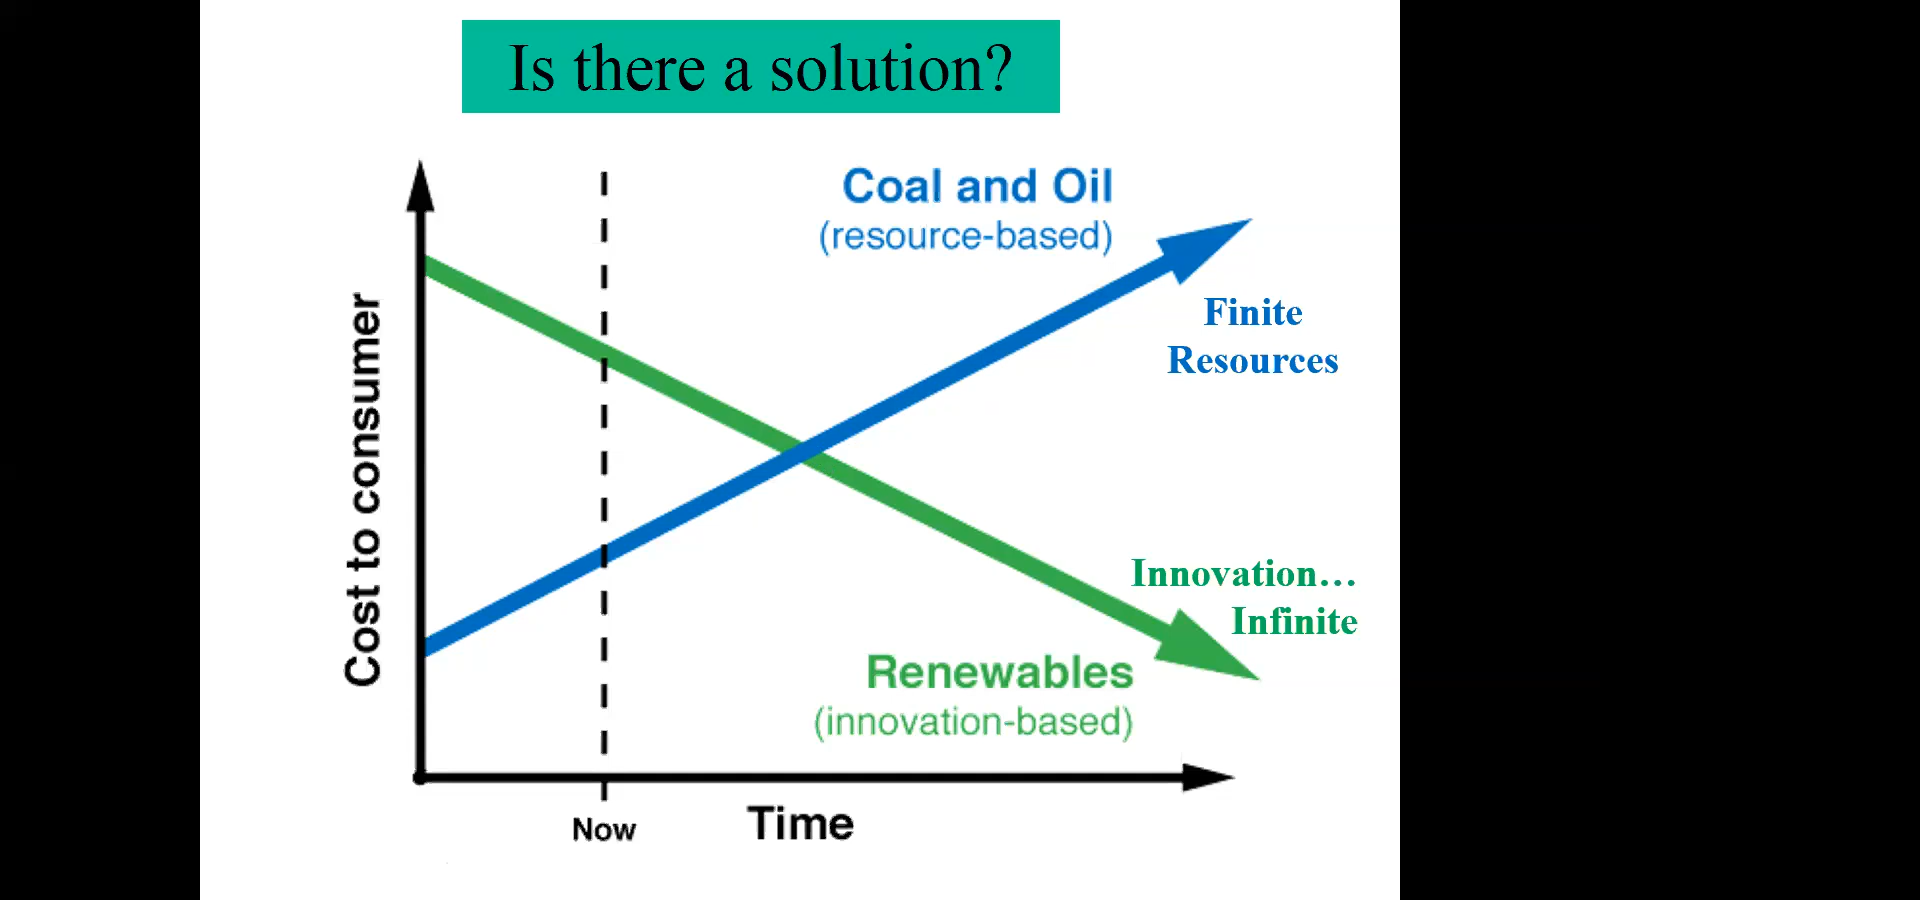 Is there a solution?
Coal and Oil
(resource-based)
Finite
Resources
Cost to consumer
Innovation…
Infinite
Renewables
(innovation-based)
Now
Time